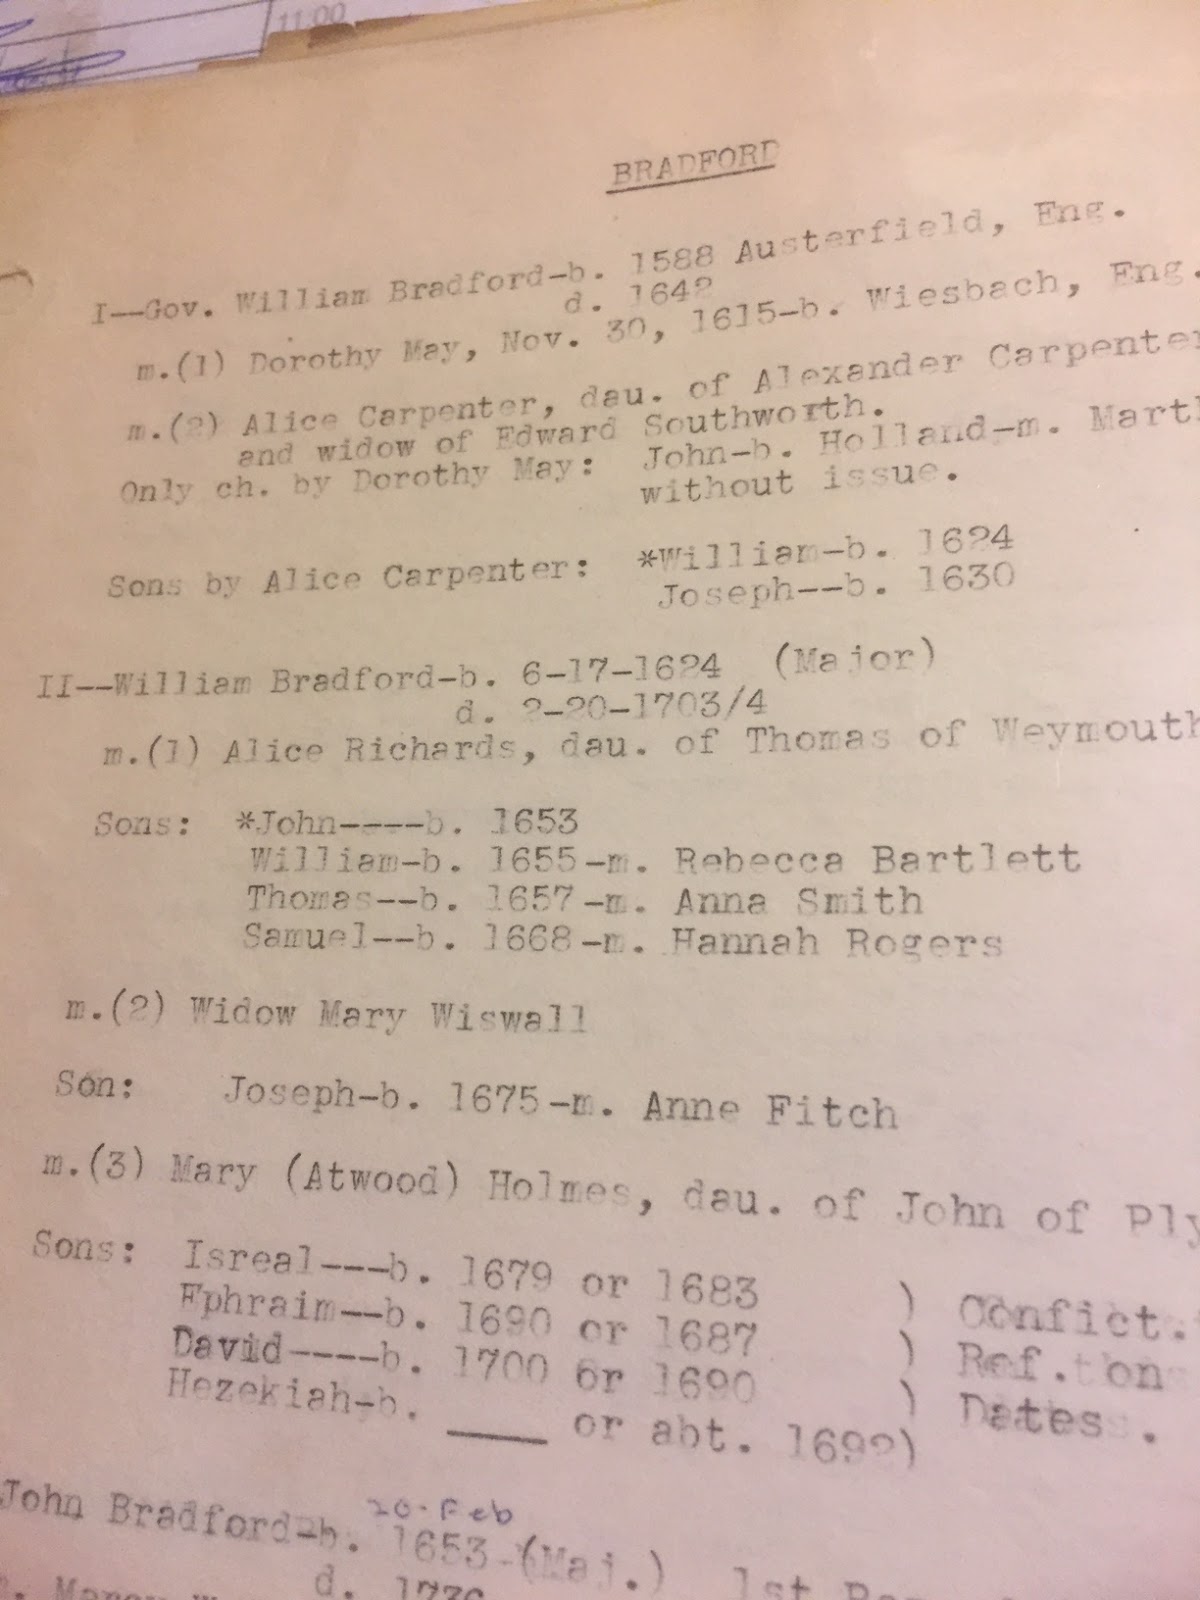 11:00
BRADFORD
I--Gov. William Bradford-b. 1588 Austerfield, Eng.
d. 1642
m.(1) Dorothy May, Nov. 30, 1615-b. Wiesbach, Eng.
m.(2) Alice Carpenter, dau. of Alexander Carpenter
and widow of Edward Southworth.
Only ch. by Dorothy May: John-b. Holland-m. Mart
without issue.
Sons by Alice Carpenter: *William-b. 1624
Joseph--b. 1630
II--William Bradford-b. 6-17-1624 (Major)
d. 2-20-1703/4
m.(1) Alice Richards, dau. of Thomas of Weymouth
Sons: *John----b. 1653
William-b. 1655-m. Rebecca Bartlett
Thomas--b. 1657-m. Anna Smith
Samuel--b. 1668-m. Hannah Rogers
m.(2) Widow Mary Wiswall
Son: Joseph-b. 1675-m. Anne Fitch
m.(3) Mary (Atwood) Holmes, dau. of John of Ply
Sons: Isreal---b. 1679 or 1683 ) Confict.
Ephraim--b. 1690 or 1687 ) Ref. on
David----b. 1700 or 1690 ) Dates.
Hezekiah-b. ____ or abt. 1692)
20-Feb
John Bradford-b. 1653-(Maj.) 1st
d. 1736